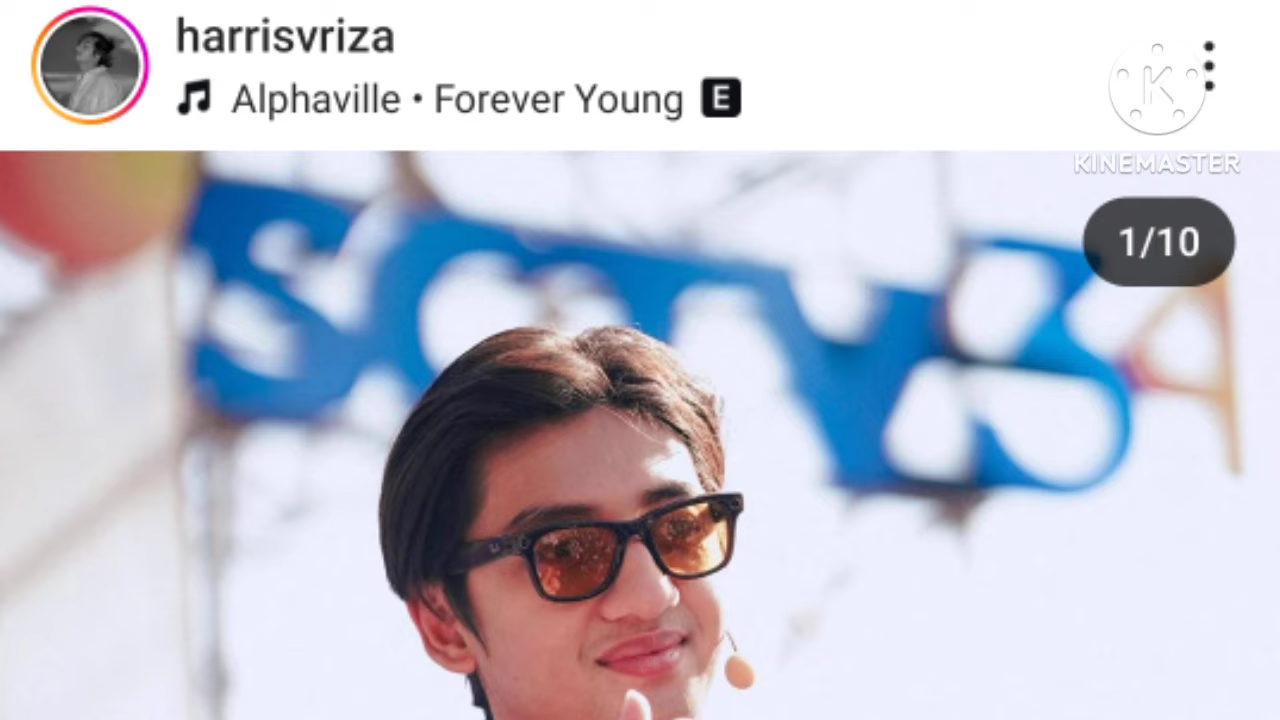 harrisvriza
Alphaville • Forever Young E
K
KINEMASTER
1/10